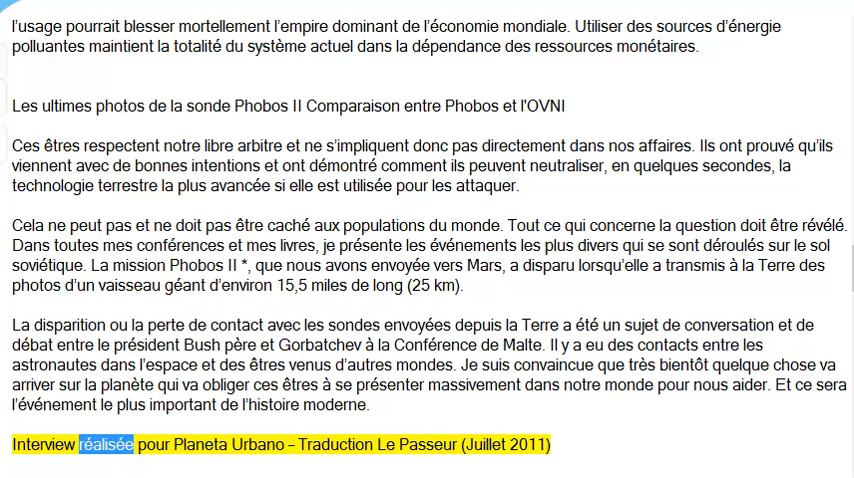 l'usage pourrait blesser mortellement l'empire dominant de l'économie mondiale. Utiliser des sources d'énergie
polluantes maintient la totalité du système actuel dans la dépendance des ressources monétaires.
Les ultimes photos de la sonde Phobos II Comparaison entre Phobos et l'OVNI
Ces êtres respectent notre libre arbitre et ne s'impliquent donc pas directement dans nos affaires. Ils ont prouvé qu'ils
viennent avec de bonnes intentions et ont démontré comment ils peuvent neutraliser, en quelques secondes, la
technologie terrestre la plus avancée si elle est utilisée pour les attaquer.
Cela ne peut pas et ne doit pas être caché aux populations du monde. Tout ce qui concerne la question doit être révélé.
Dans toutes mes conférences et mes livres, je présente les événements les plus divers qui se sont déroulés sur le sol
soviétique. La mission Phobos II *, que nous avons envoyée vers Mars, a disparu lorsqu'elle a transmis à la Terre des
photos d'un vaisseau géant d'environ 15,5 miles de long (25 km).
La disparition ou la perte de contact avec les sondes envoyées depuis la Terre a été un sujet de conversation et de
débat entre le président Bush père et Gorbatchev à la Conférence de Malte. Il y a eu des contacts entre les
astronautes dans l'espace et des êtres venus d'autres mondes. Je suis convaincue que très bientôt quelque chose va
arriver sur la planète qui va obliger ces êtres à se présenter massivement dans notre monde pour nous aider. Et ce sera
l'événement le plus important de l'histoire moderne.
Interview réalisée pour Planeta Urbano – Traduction Le Passeur (Juillet 2011)